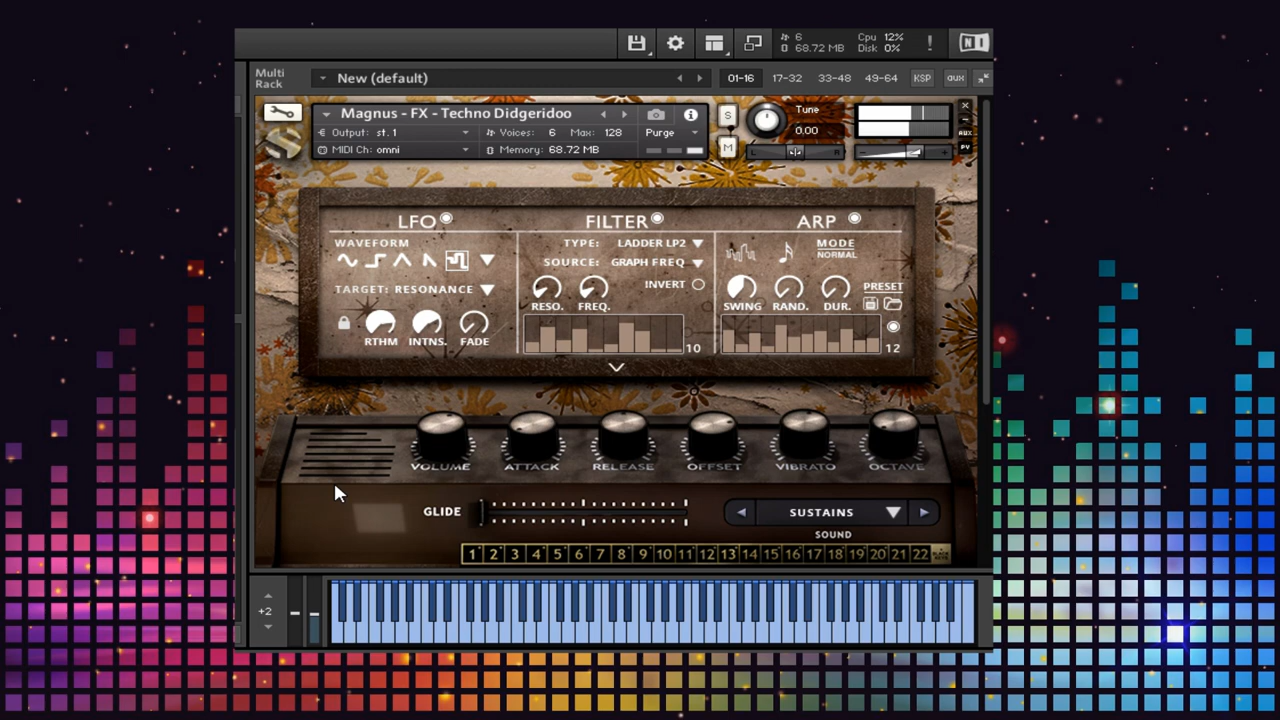 6
68.72 MB
Cpu 12%
Disk 0%
!
NI
Multi Rack
New (default)
01-16 17-32 33-48 49-64 KSP aux
Magnus - FX - Techno Didgeridoo
Output: st. 1
Voices: 6 Max: 128
Purge
MIDI Ch: omni
Memory: 68.72 MB
S
M
Tune
0.00
L R
- +
AUX
PV
LFO
WAVEFORM
TARGET: RESONANCE
RTHM INTNS. FADE
FILTER
TYPE: LADDER LP2
SOURCE: GRAPH FREQ
INVERT
RESO. FREQ.
10
ARP
MODE
NORMAL
SWING RAND. DUR.
PRESET
12
VOLUME ATTACK RELEASE OFFSET VIBRATO OCTAVE
GLIDE
SUSTAINS
SOUND
1 2 3 4 5 6 7 8 9 10 11 12 13 14 15 16 17 18 19 20 21 22
+2